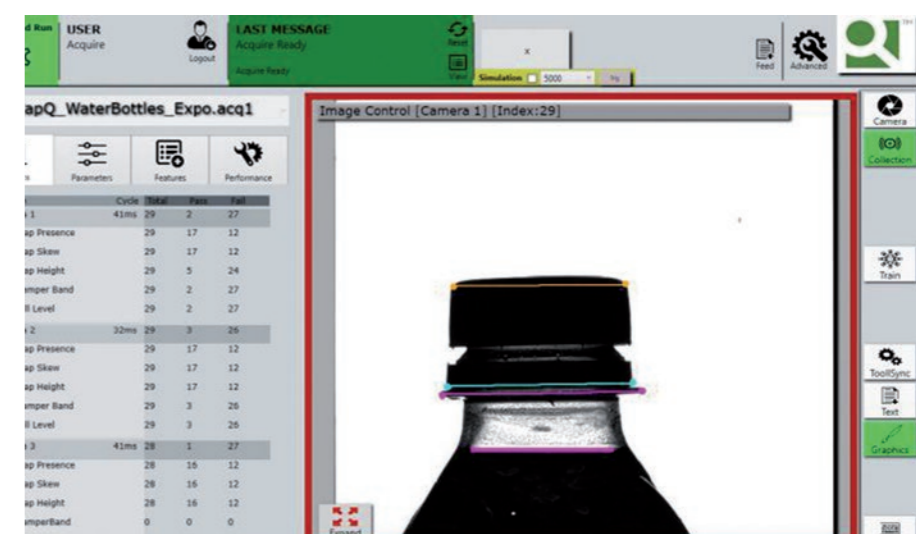 d Run
USER
Acquire
Logout
LAST MESSAGE
Acquire Ready
Acquire Ready
Reset
View
x
Simulation 5000
Feed
Advanced
apQ_WaterBottles_Expo.acq1
Parameters
Features
Performance
Cycle Total Pass Fail
1 41ms 29 2 27
ap Presence 29 17 12
ap Skew 29 17 12
ap Height 29 5 24
amper Band 29 2 27
ll Level 29 2 27
2 32ms 29 3 26
ap Presence 29 17 12
ap Skew 29 17 12
ap Height 29 17 12
amper Band 29 3 26
ll Level 29 3 26
3 41ms 28 1 27
ap Presence 28 16 12
ap Skew 28 16 12
ap Height 28 16 12
amperBand 0 0 0
Image Control [Camera 1] [Index:29]
Expand
Camera
Collection
Train
ToolSync
Text
Graphics